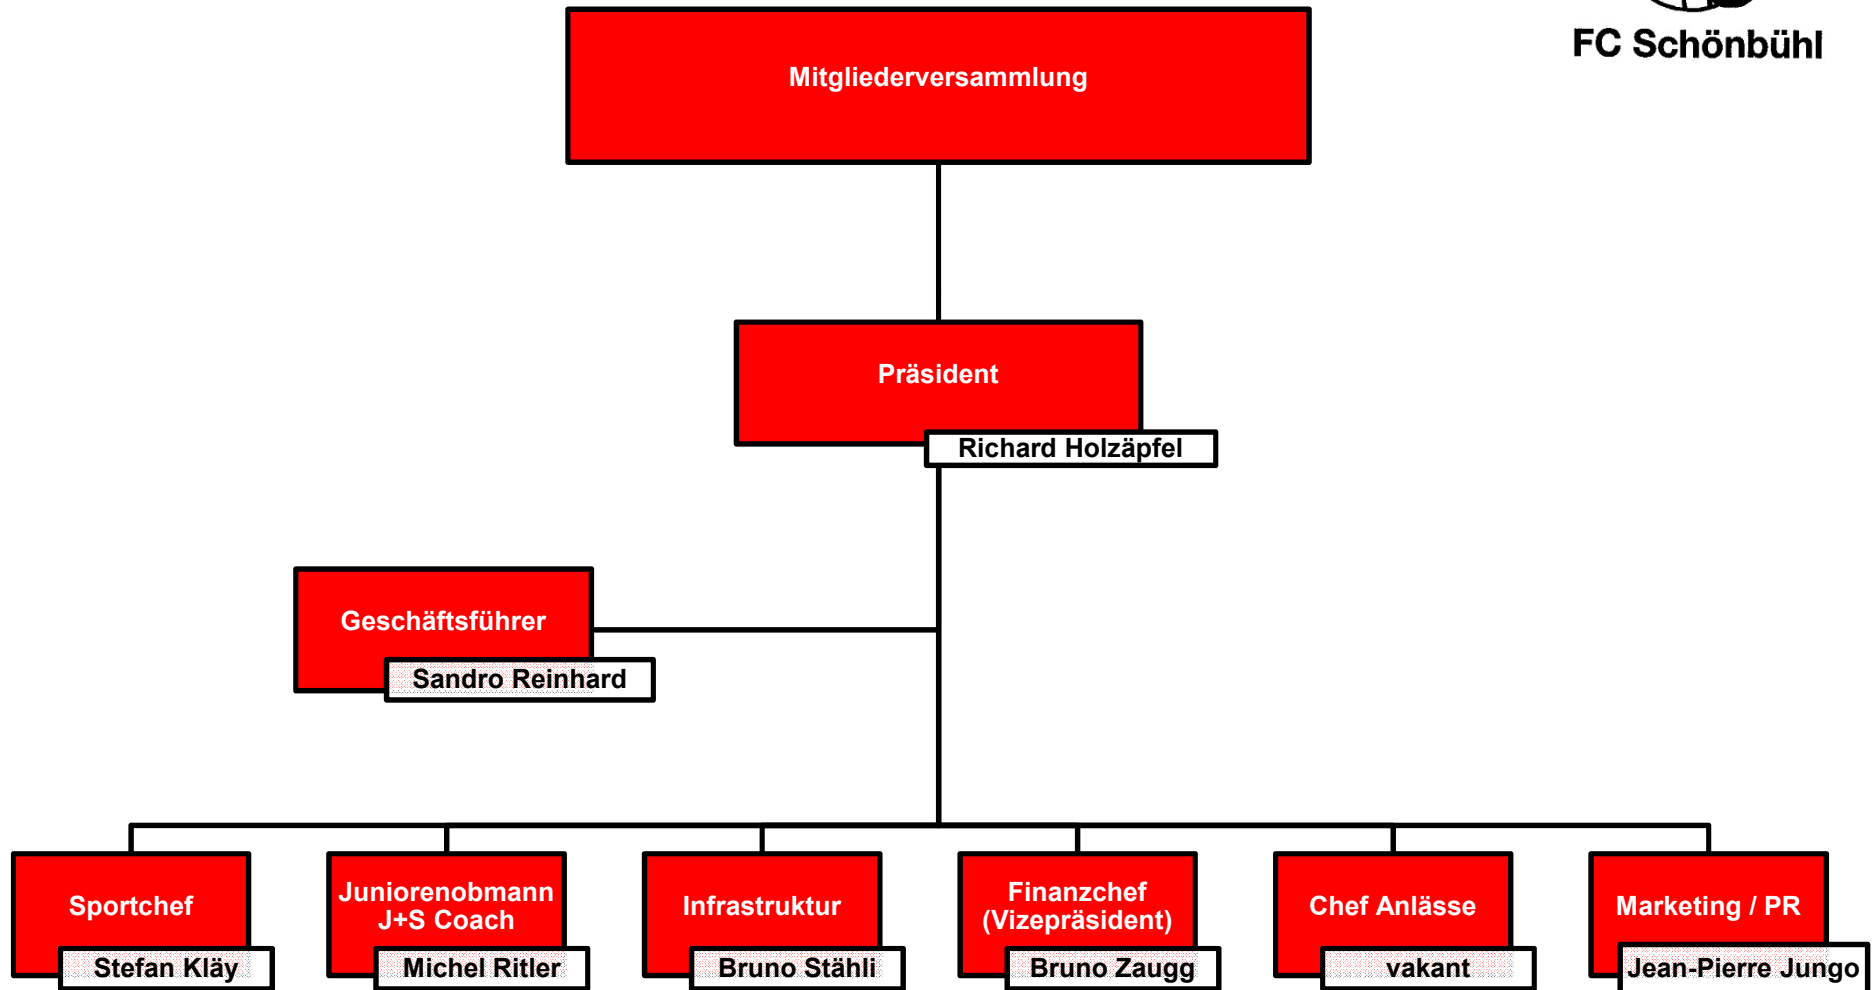 FC Schönbühl
Mitgliederversammlung
Präsident
Richard Holzäpfel
Geschäftsführer
Sandro Reinhard
Sportchef
Stefan Kläy
Juniorenobmann
J+S Coach
Michel Ritler
Infrastruktur
Bruno Stähli
Finanzchef
(Vizepräsident)
Bruno Zaugg
Chef Anlässe
vakant
Marketing / PR
Jean-Pierre Jungo